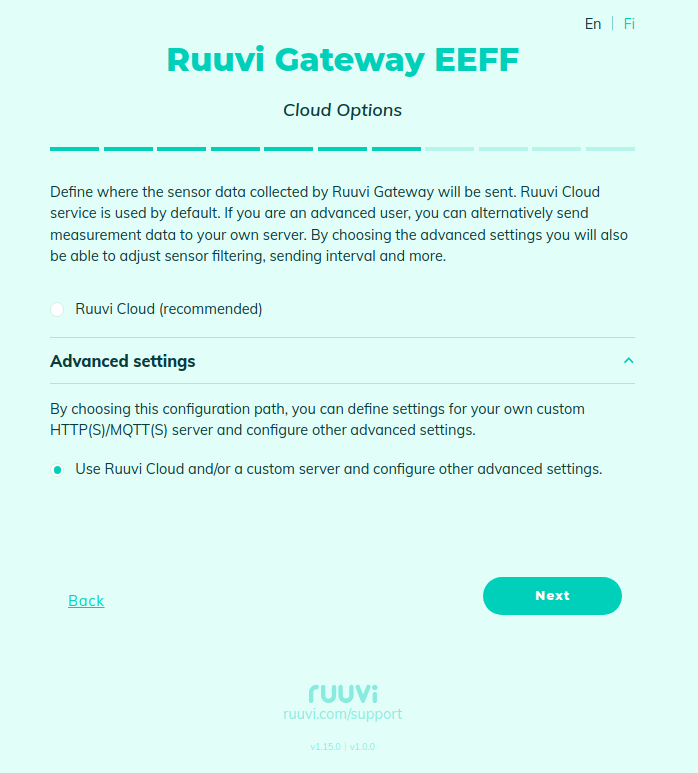 En | Fi
Ruuvi Gateway EEFF
Cloud Options
Define where the sensor data collected by Ruuvi Gateway will be sent. Ruuvi Cloud
service is used by default. If you are an advanced user, you can alternatively send
measurement data to your own server. By choosing the advanced settings you will also
be able to adjust sensor filtering, sending interval and more.
Ruuvi Cloud (recommended)
Advanced settings
By choosing this configuration path, you can define settings for your own custom
HTTP(S)/MQTT(S) server and configure other advanced settings.
Use Ruuvi Cloud and/or a custom server and configure other advanced settings.
Back
Next
ruuvi
ruuvi.com/support
v1.15.0 | v1.0.0